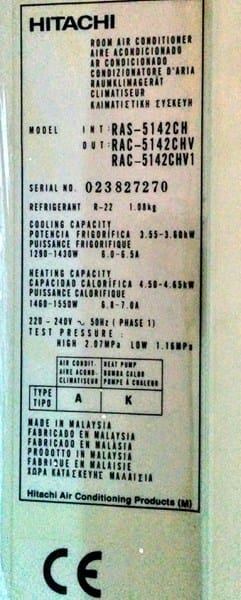 HITACHI
ROOM AIR CONDITIONER
AIRE ACONDICIONADO
AR CONDICIONADO
CONDIZIONATORE D'ARIA
RAUMKLIMAGERÄT
CLIMATISEUR
ΚΛΙΜΑΤΙΣΤΙΚΗ ΣΥΣΚΕΥΗ
MODEL INT: RAS-5142CH
OUT: RAC-5142CHV
RAC-5142CHV1
SERIAL NO. 023827270
REFRIGERANT R-22 1.08kg
COOLING CAPACITY
POTENCIA FRIGORÍFICA 3.55-3.60kW
PUISSANCE FRIGORIFIQUE
1290-1430W 6.0-6.5A
HEATING CAPACITY
CAPACIDAD CALORÍFICA 4.50-4.65kW
PUISSANCE CALORIFIQUE
1460-1550W 6.8-7.0A
220-240V ~ 50Hz (PHASE 1)
TEST PRESSURE:
HIGH 2.07MPa LOW 1.16MPa
AIR CONDIT. HEAT PUMP
AIRE ACOND. BOMBA CALOR
CLIMATISEUR POMPE À CHALEUR
TYPE A K
TIPO
MADE IN MALAYSIA
FABRICADO EN MALAYSIA
FABRICADO EM MALÁSIA
PRODOTTO IN MALAYSIA
FABRIQUÉ EN MALAISIE
ΧΩΡΑ ΚΑΤΑΣΚΕΥΗΣ ΜΑΛΑΙΣΙΑ
Hitachi Air Conditioning Products (M)
CE